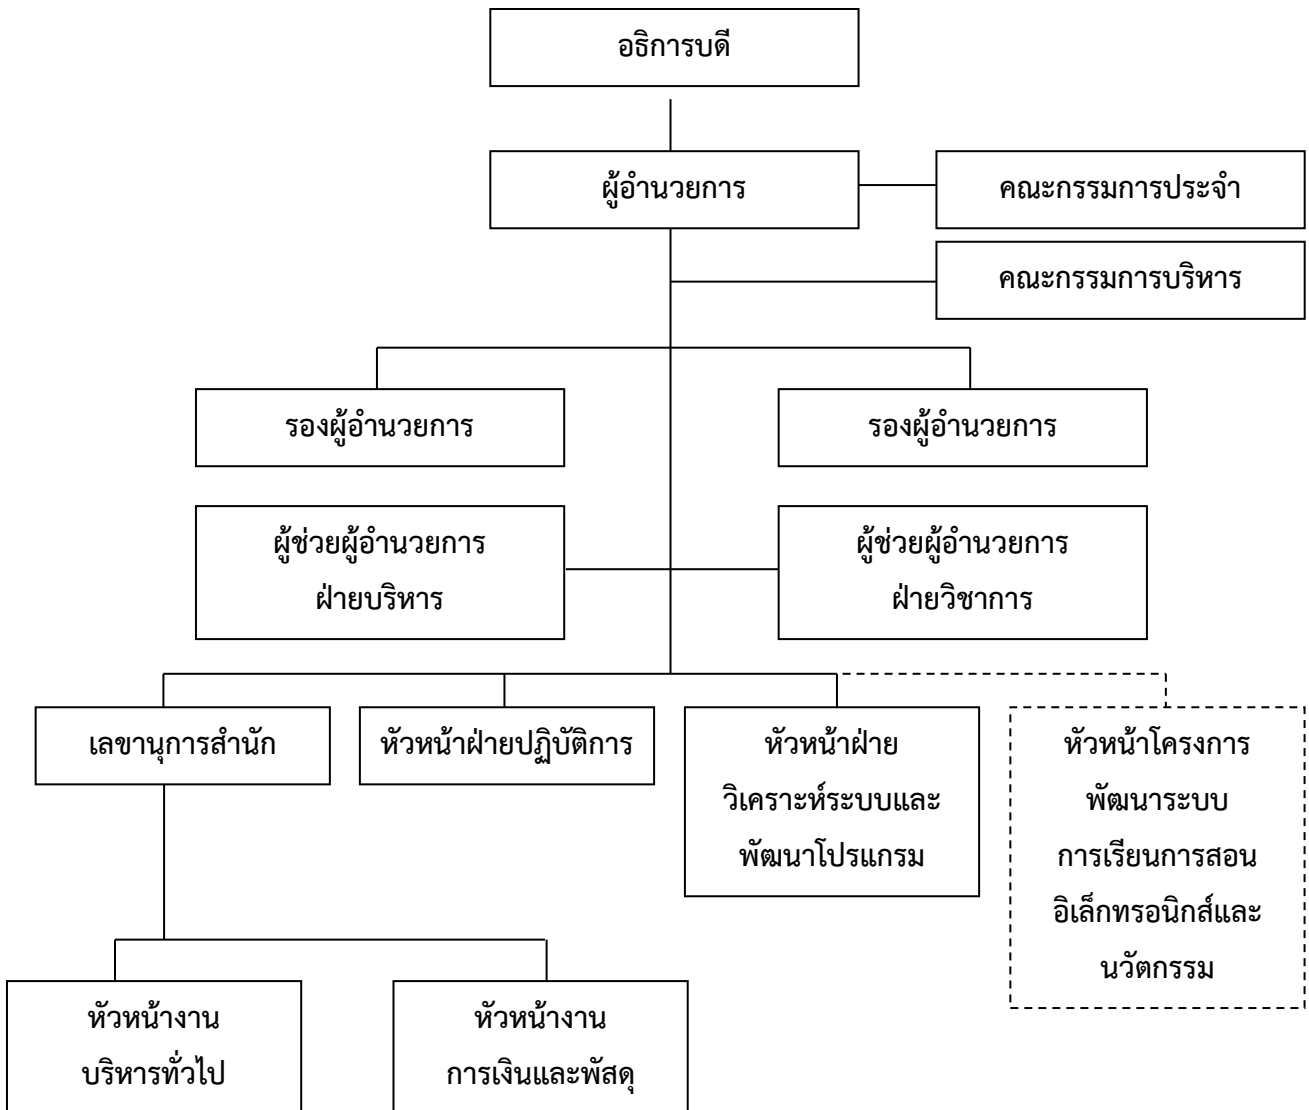 อธิการบดี
ผู้อำนวยการ
คณะกรรมการประจำ
คณะกรรมการบริหาร
รองผู้อำนวยการ
รองผู้อำนวยการ
ผู้ช่วยผู้อำนวยการ
ฝ่ายบริหาร
ผู้ช่วยผู้อำนวยการ
ฝ่ายวิชาการ
เลขานุการสำนัก
หัวหน้าฝ่ายปฏิบัติการ
หัวหน้าฝ่าย
วิเคราะห์ระบบและ
พัฒนาโปรแกรม
หัวหน้าโครงการ
พัฒนาระบบ
การเรียนการสอน
อิเล็กทรอนิกส์และ
นวัตกรรม
หัวหน้างาน
บริหารทั่วไป
หัวหน้างาน
การเงินและพัสดุ